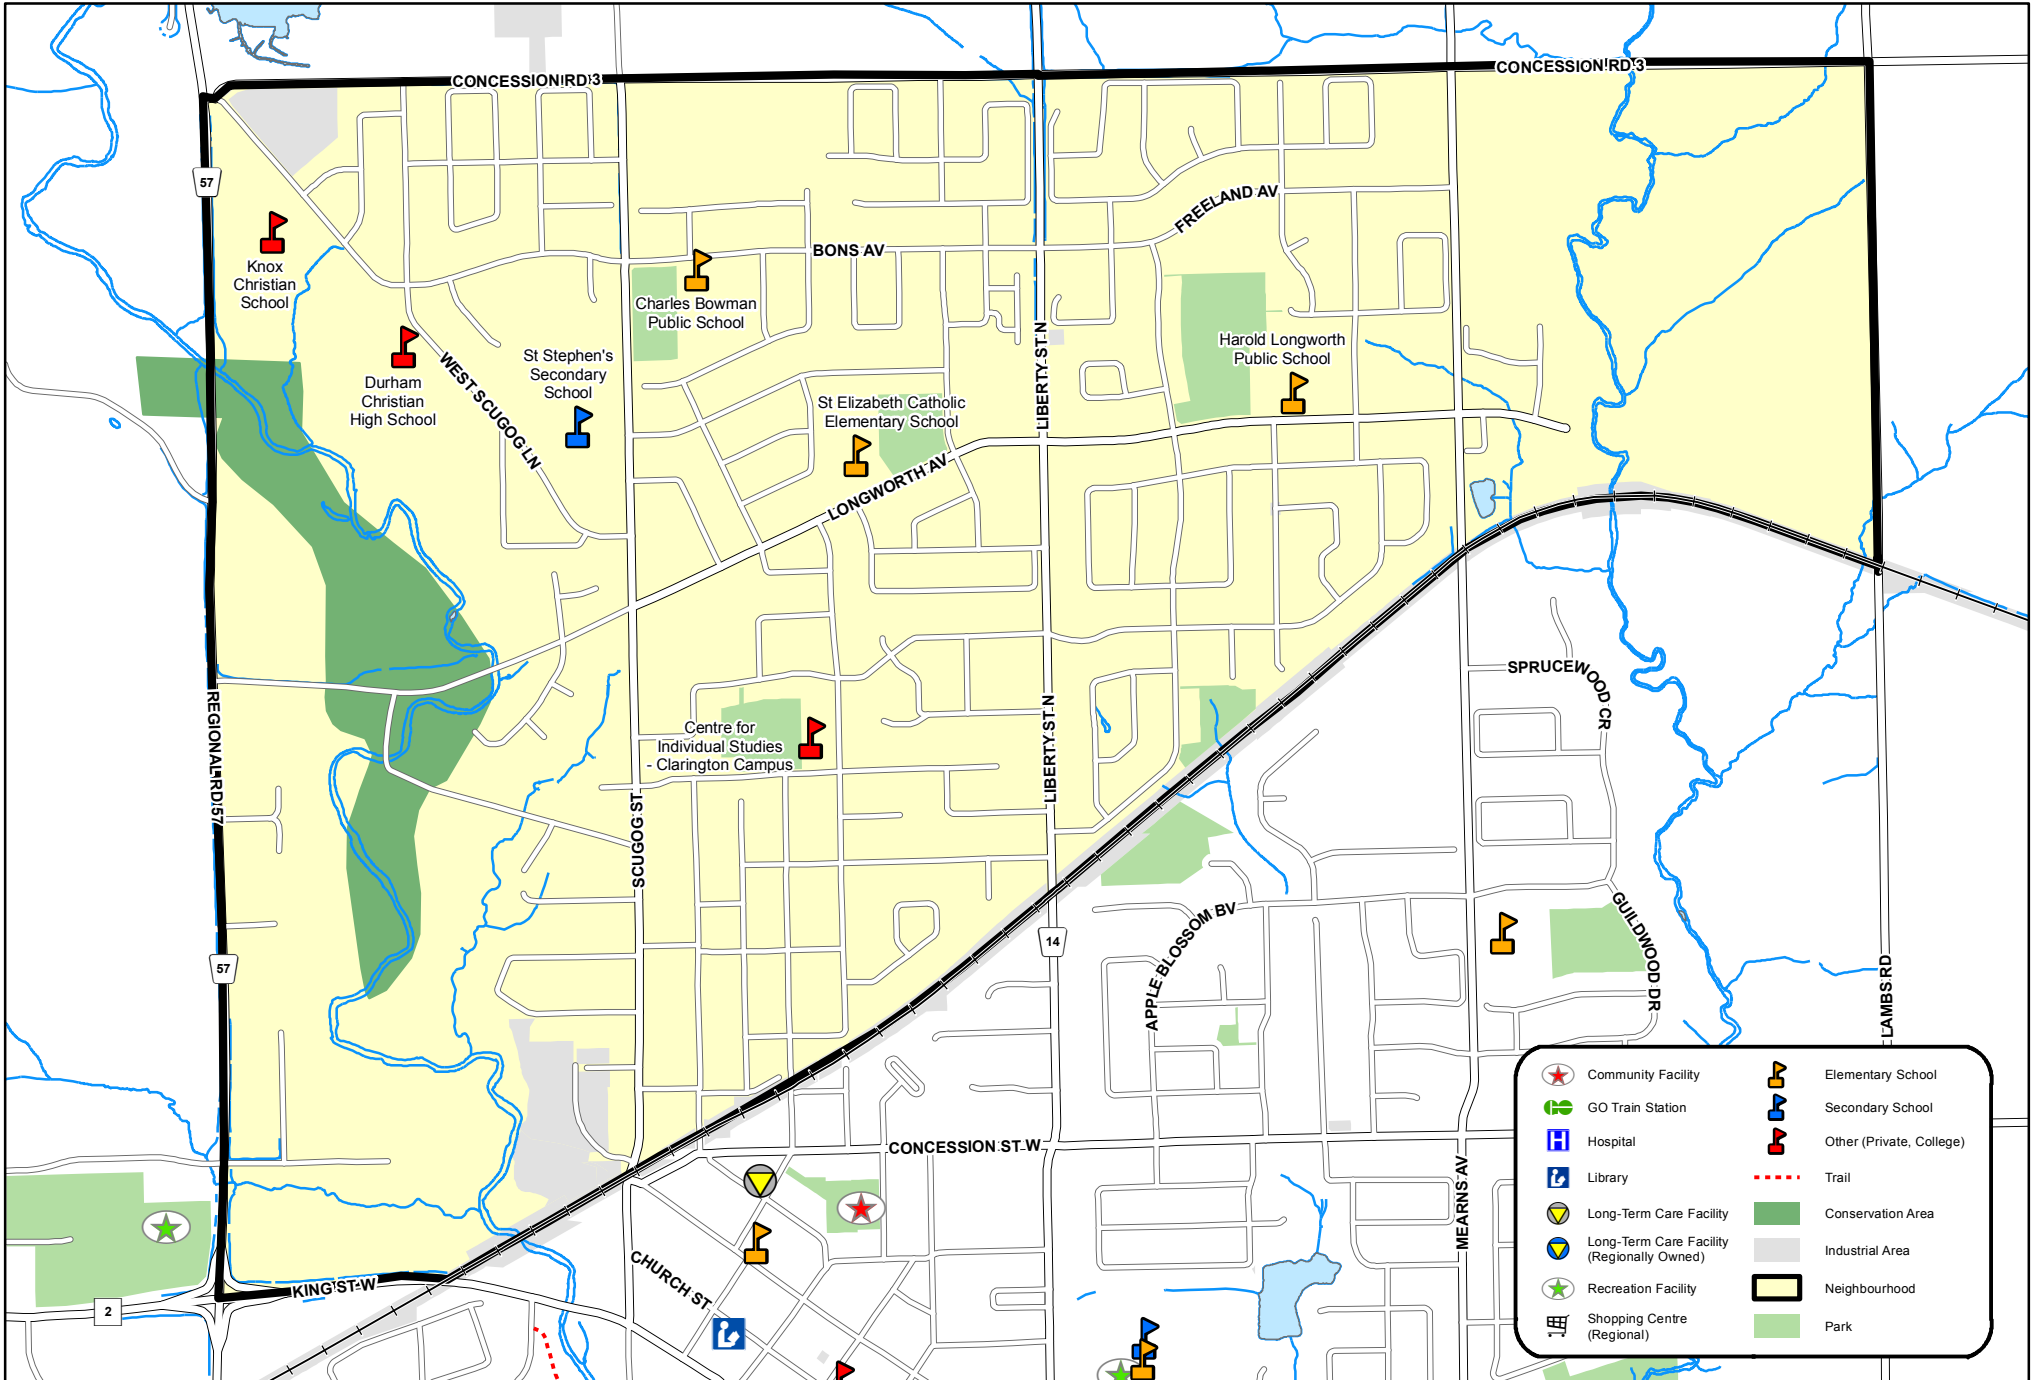 CONCESSION RD 3
CONCESSION RD 3
57
FREELAND AV
BONS AV
Knox
Christian
School
Charles Bowman
Public School
LIBERTY ST N
Harold Longworth
Public School
WEST SCUGOG LN
St Stephen's
Secondary
School
Durham
Christian
High School
St Elizabeth Catholic
Elementary School
LONGWORTH AV
SPRUCEWOOD CR
REGIONAL RD 57
Centre for
Individual Studies
- Clarington Campus
LIBERTY ST N
SCUGOG ST
GUILDWOOD DR
APPLE BLOSSOM BV
14
57
LAMBS RD
CONCESSION ST W
MEARNS AV
CHURCH ST
KING ST W
2
Community Facility
GO Train Station
H
Hospital
Library
Long-Term Care Facility
Long-Term Care Facility
(Regionally Owned)
Recreation Facility
Shopping Centre
(Regional)
Elementary School
Secondary School
Other (Private, College)
Trail
Conservation Area
Industrial Area
Neighbourhood
Park